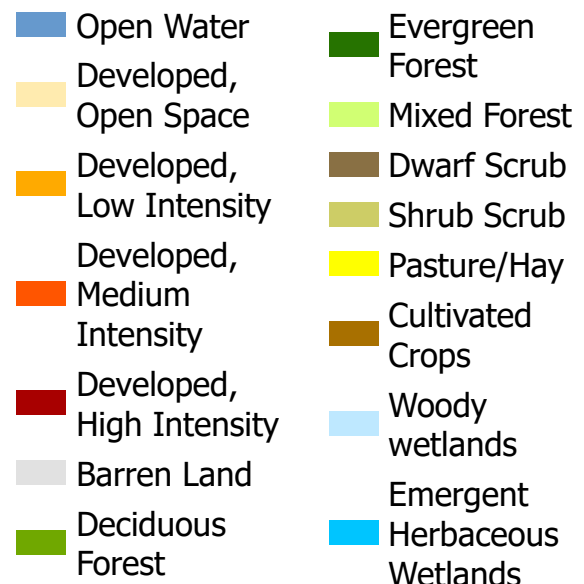 Open Water
Developed,
Open Space
Developed,
Low Intensity
Developed,
Medium
Intensity
Developed,
High Intensity
Barren Land
Deciduous
Forest
Evergreen
Forest
Mixed Forest
Dwarf Scrub
Shrub Scrub
Pasture/Hay
Cultivated
Crops
Woody
wetlands
Emergent
Herbaceous
Wetlands